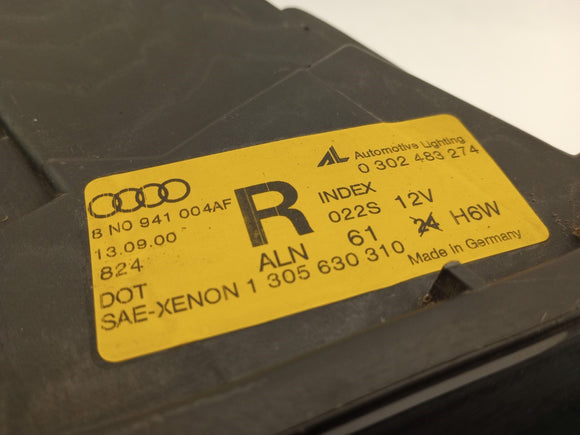 AL Automotive Lighting
0 302 483 274
8 N0 941 004AF
13.09.00
824
DOT
SAE-XENON 1 305 630 310
R
ALN
INDEX
022S 12V
61 24 H6W
Made in Germany